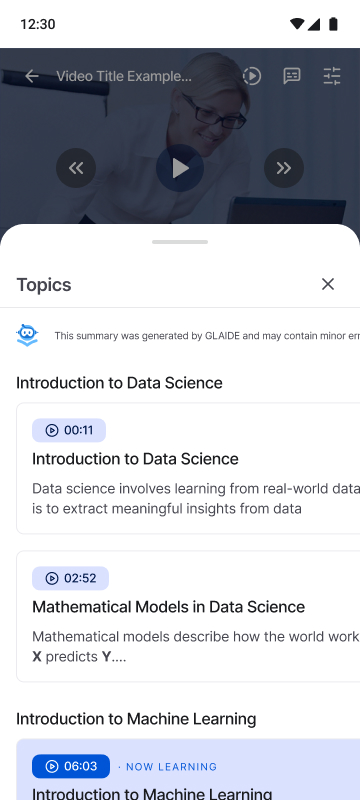 12:30
Video Title Example...
Topics
This summary was generated by GLAIDE and may contain minor err
Introduction to Data Science
00:11
Introduction to Data Science
Data science involves learning from real-world data
is to extract meaningful insights from data
02:52
Mathematical Models in Data Science
Mathematical models describe how the world work
X predicts Y....
Introduction to Machine Learning
06:03 · NOW LEARNING
Introduction to Machine Learning